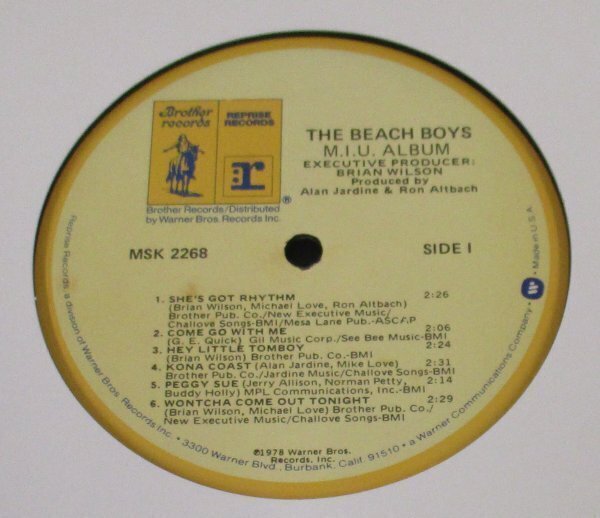 Brother
records
REPRISE
RECORDS
r
®
Brother Records/Distributed
by Warner Bros. Records Inc.
THE BEACH BOYS
M.I.U. ALBUM
EXECUTIVE PRODUCER:
BRIAN WILSON
Produced by
Alan Jardine & Ron Altbach
MSK 2268
SIDE I
1. SHE'S GOT RHYTHM 2:26
(Brian Wilson, Michael Love, Ron Altbach)
Brother Pub. Co./New Executive Music/
Challove Songs-BMI/Mesa Lane Pub.-ASCAP
2. COME GO WITH ME 2:06
(G. E. Quick) Gil Music Corp./See Bee Music-BMI
3. HEY LITTLE TOMBOY 2:24
(Brian Wilson) Brother Pub. Co.-BMI
4. KONA COAST (Alan Jardine, Mike Love) 2:31
Brother Pub. Co./Jardine Music/Challove Songs-BMI
5. PEGGY SUE (Jerry Allison, Norman Petty, 2:14
Buddy Holly) MPL Communications, Inc.-BMI
6. WONTCHA COME OUT TONIGHT 2:29
(Brian Wilson, Michael Love) Brother Pub. Co./
New Executive Music/Challove Songs-BMI
℗1978 Warner Bros.
Records, Inc.
Reprise Records, a division of Warner Bros. Records Inc. • 3300 Warner Blvd., Burbank, Calif. 91510 • a Warner Communications Company • Made in U.S.A.